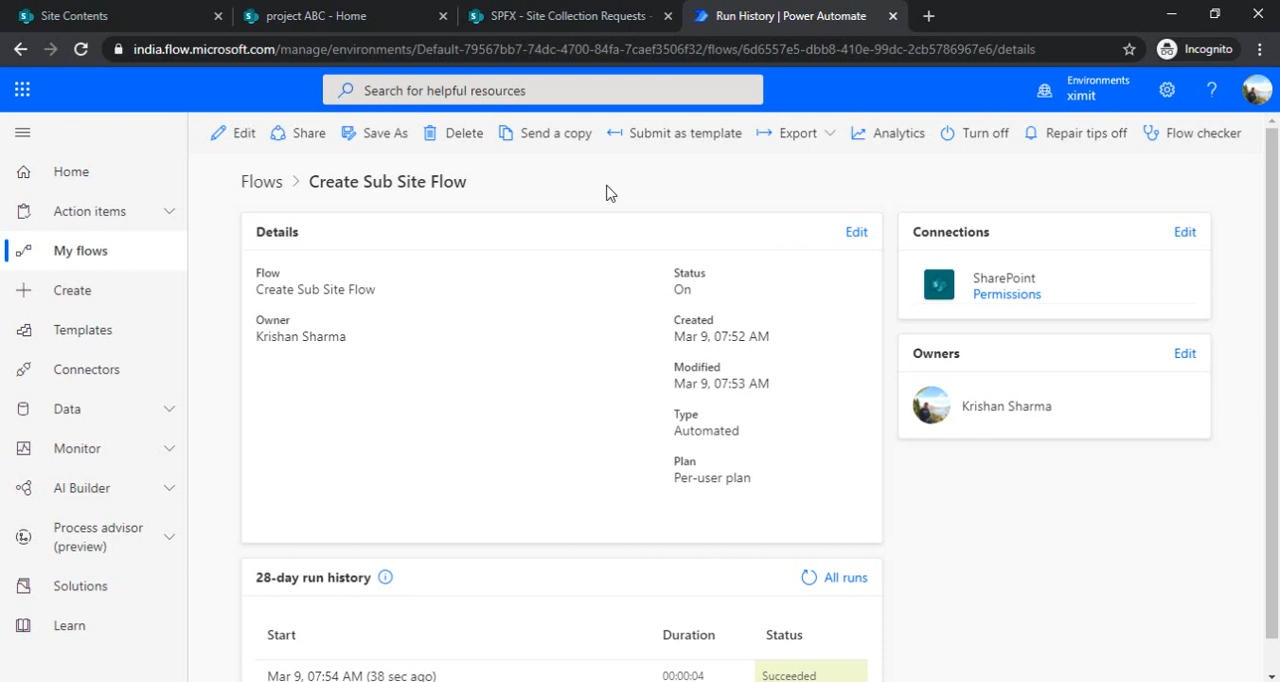 Site Contents
project ABC - Home
SPFX - Site Collection Requests -
Run History | Power Automate
india.flow.microsoft.com/manage/environments/Default-79567bb7-74dc-4700-84fa-7caef3506f32/flows/6d6557e5-dbb8-410e-99dc-2cb5786967e6/details
Incognito
Search for helpful resources
Environments
ximit
Edit
Share
Save As
Delete
Send a copy
Submit as template
Export
Analytics
Turn off
Repair tips off
Flow checker
Home
Action items
My flows
Create
Templates
Connectors
Data
Monitor
AI Builder
Process advisor
(preview)
Solutions
Learn
Flows > Create Sub Site Flow
Details
Edit
Flow
Create Sub Site Flow
Owner
Krishan Sharma
Status
On
Created
Mar 9, 07:52 AM
Modified
Mar 9, 07:53 AM
Type
Automated
Plan
Per-user plan
Connections
Edit
SharePoint
Permissions
Owners
Edit
Krishan Sharma
28-day run history
All runs
Start
Duration
Status
Mar 9, 07:54 AM (38 sec ago)
00:00:04
Succeeded